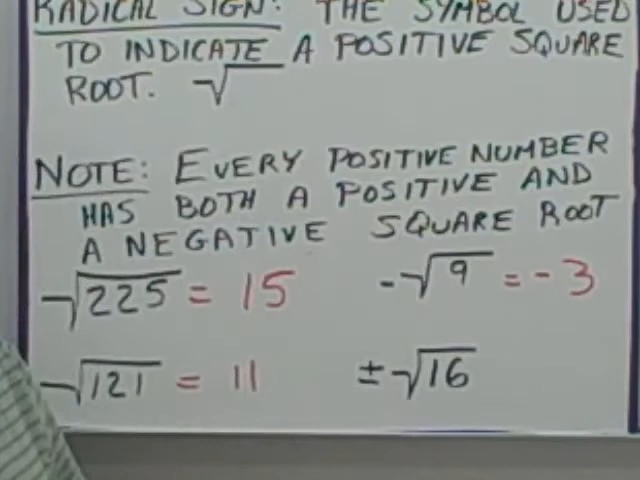 RADICAL SIGN: THE SYMBOL USED
TO INDICATE A POSITIVE SQUARE
ROOT. √
NOTE: EVERY POSITIVE NUMBER
HAS BOTH A POSITIVE AND
A NEGATIVE SQUARE ROOT
√225 = 15 -√9 = -3
√121 = 11 ±√16